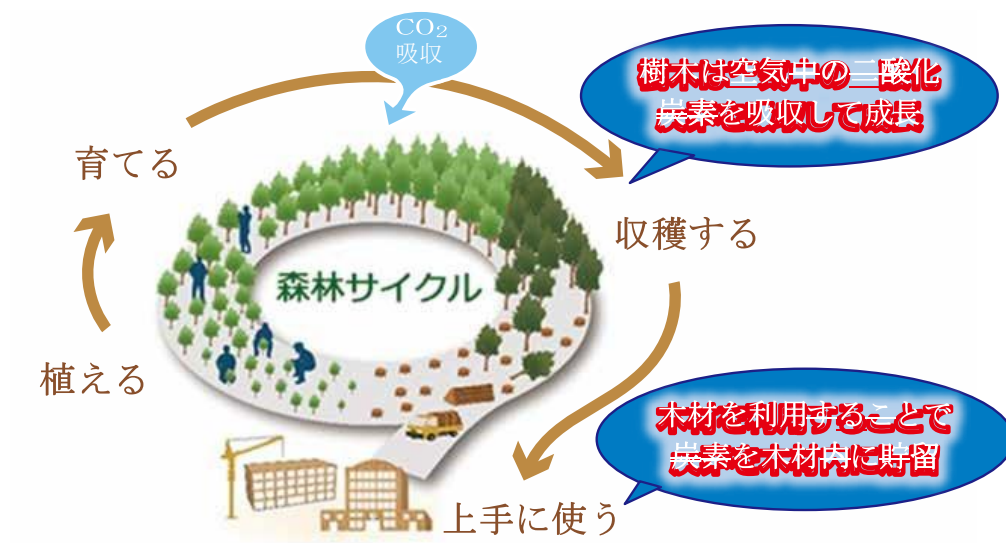 CO₂
吸収
樹木は空気中の二酸化
炭素を吸収して成長
育てる
収穫する
森林サイクル
植える
木材を利用することで
炭素を木材内に貯留
上手に使う